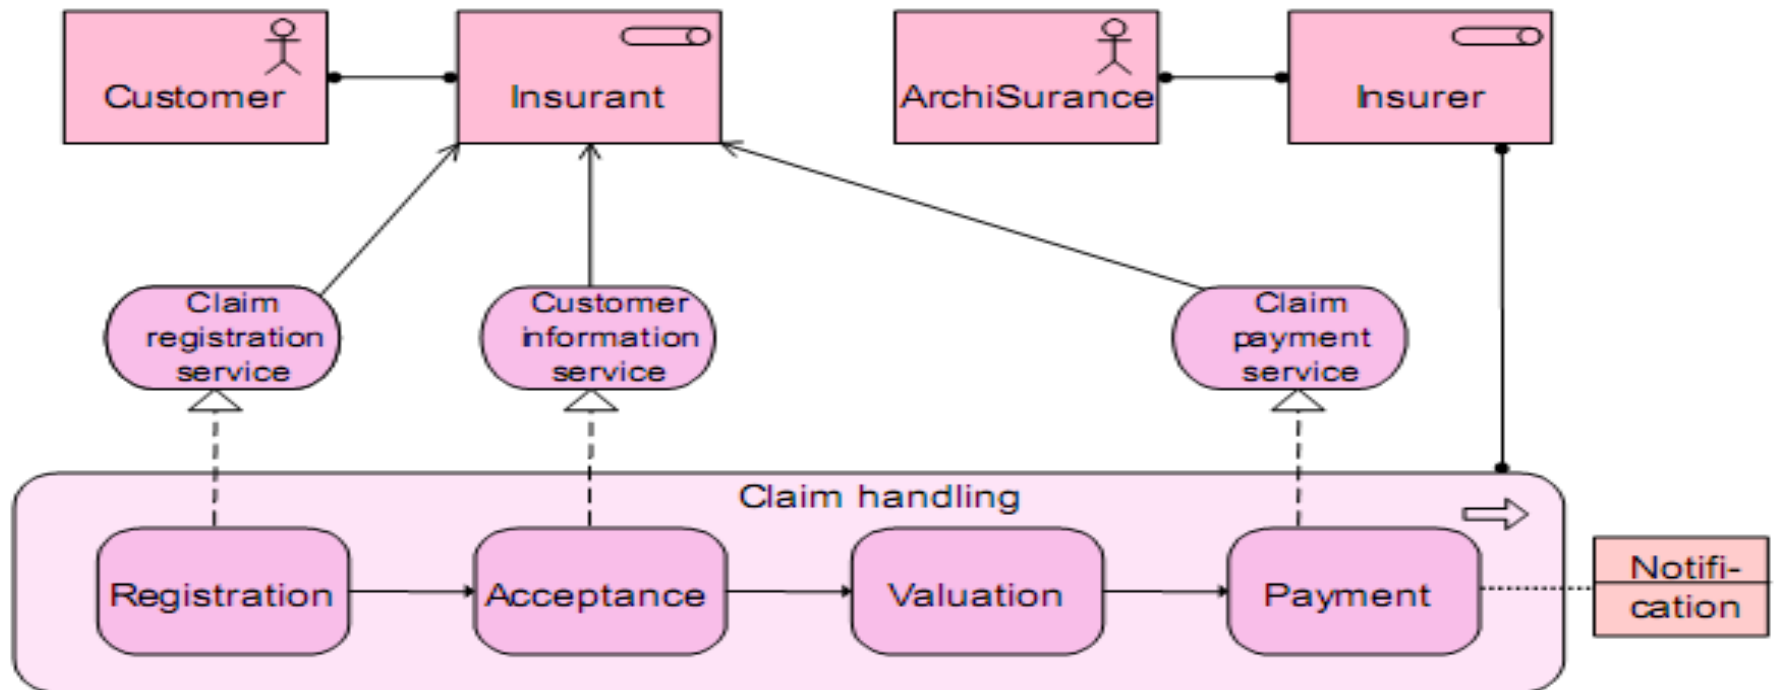 Customer
Insurant
ArchiSurance
Insurer
Claim
registration
service
Customer
information
service
Claim
payment
service
Claim handling
Registration
Acceptance
Valuation
Payment
Notifi-
cation